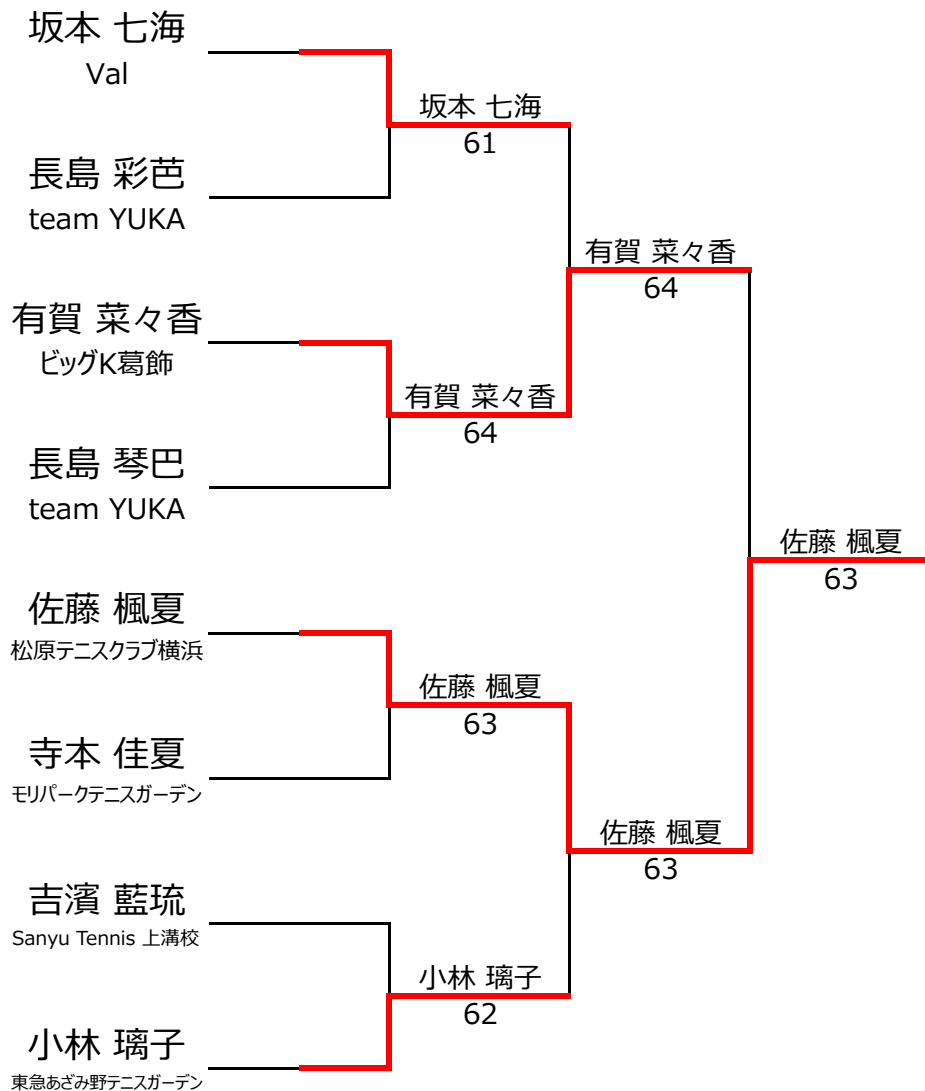 坂本 七海
Val
坂本 七海
61
長島 彩芭
team YUKA
有賀 菜々香
64
有賀 菜々香
ビッグK葛飾
有賀 菜々香
64
長島 琴巴
team YUKA
佐藤 楓夏
63
佐藤 楓夏
松原テニスクラブ横浜
佐藤 楓夏
63
寺本 佳夏
モリパークテニスガーデン
佐藤 楓夏
63
吉濱 藍琉
Sanyu Tennis 上溝校
小林 璃子
62
小林 璃子
東急あざみ野テニスガーデン